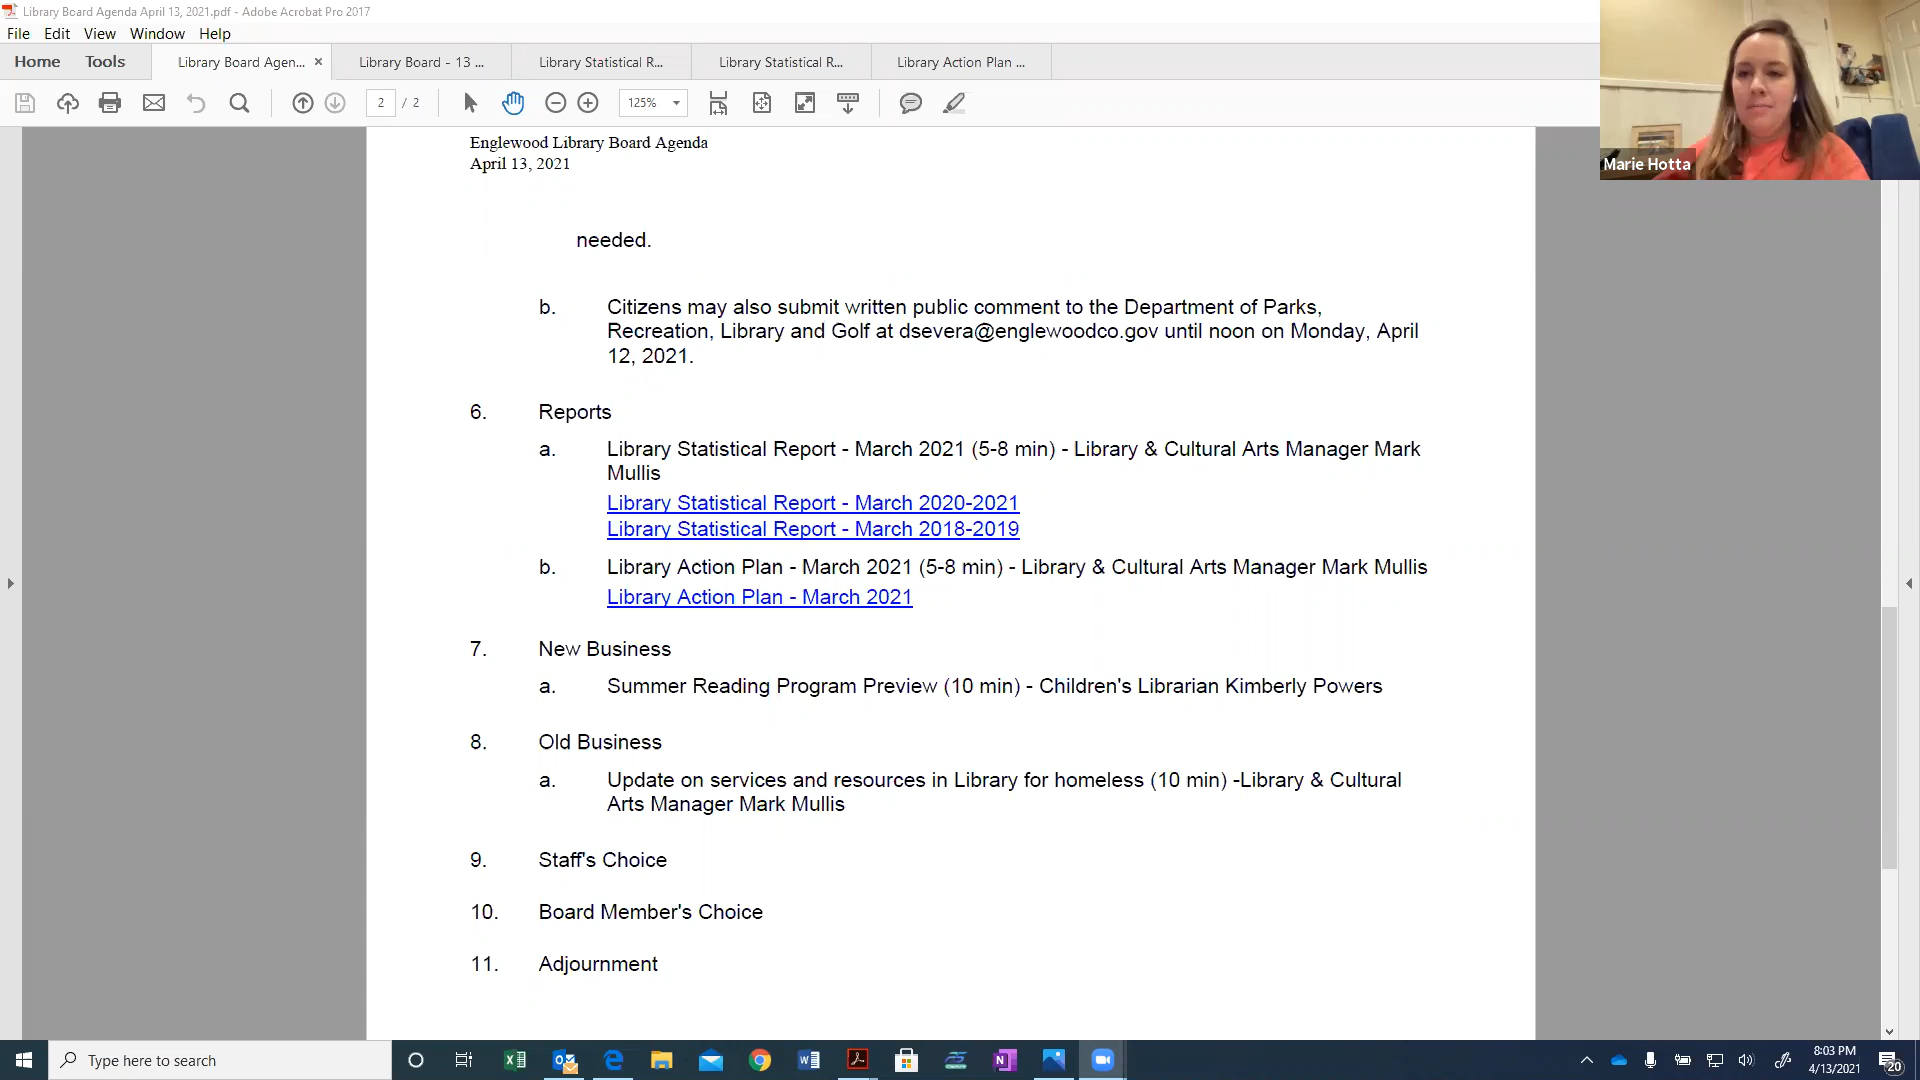 Library Board Agenda April 13, 2021.pdf - Adobe Acrobat Pro 2017
File Edit View Window Help
Home Tools Library Board Agen... × Library Board - 13 ... Library Statistical R... Library Statistical R... Library Action Plan ...
2 / 2 125%
Marie Hotta
Englewood Library Board Agenda
April 13, 2021
needed.
b. Citizens may also submit written public comment to the Department of Parks,
Recreation, Library and Golf at dsevera@englewoodco.gov until noon on Monday, April
12, 2021.
6. Reports
a. Library Statistical Report - March 2021 (5-8 min) - Library & Cultural Arts Manager Mark
Mullis
Library Statistical Report - March 2020-2021
Library Statistical Report - March 2018-2019
b. Library Action Plan - March 2021 (5-8 min) - Library & Cultural Arts Manager Mark Mullis
Library Action Plan - March 2021
7. New Business
a. Summer Reading Program Preview (10 min) - Children's Librarian Kimberly Powers
8. Old Business
a. Update on services and resources in Library for homeless (10 min) -Library & Cultural
Arts Manager Mark Mullis
9. Staff's Choice
10. Board Member's Choice
11. Adjournment
Type here to search
8:03 PM
4/13/2021
20